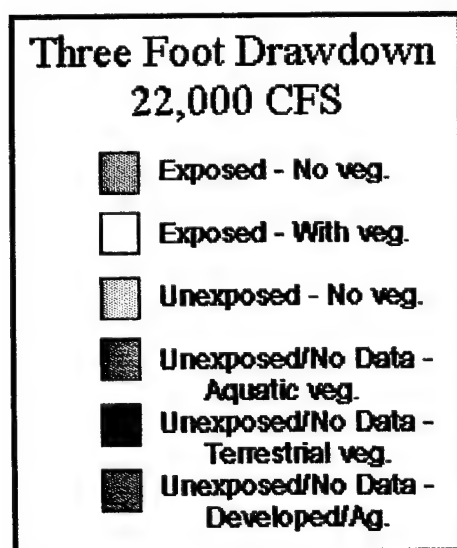 Three Foot Drawdown
22,000 CFS
Exposed - No veg.
Exposed - With veg.
Unexposed - No veg.
Unexposed/No Data -
Aquatic veg.
Unexposed/No Data -
Terrestrial veg.
Unexposed/No Data -
Developed/Ag.